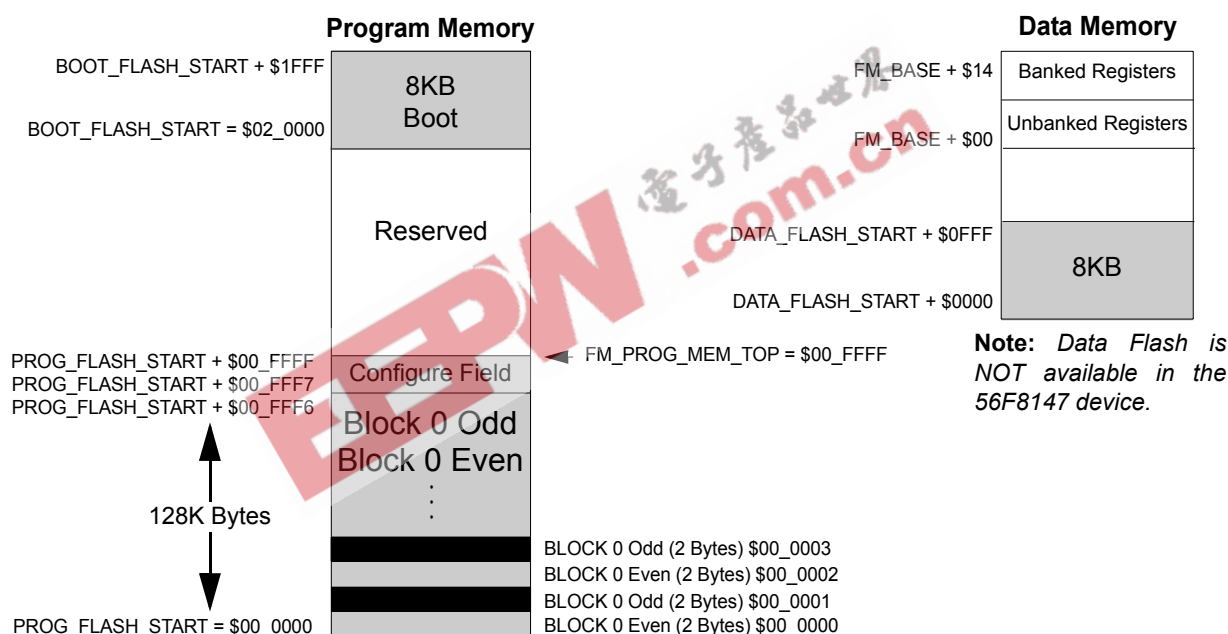 Program Memory
BOOT_FLASH_START + $1FFF
8KB
Boot
BOOT_FLASH_START = $02_0000
Reserved
PROG_FLASH_START + $00_FFFF
PROG_FLASH_START + $00_FFF7
PROG_FLASH_START + $00_FFF6
Configure Field
FM_PROG_MEM_TOP = $00_FFFF
Block 0 Odd
Block 0 Even
128K Bytes
BLOCK 0 Odd (2 Bytes) $00_0003
BLOCK 0 Even (2 Bytes) $00_0002
BLOCK 0 Odd (2 Bytes) $00_0001
BLOCK 0 Even (2 Bytes) $00_0000
PROG_FLASH_START = $00_0000
Data Memory
FM_BASE + $14
Banked Registers
Unbanked Registers
FM_BASE + $00
DATA_FLASH_START + $0FFF
8KB
DATA_FLASH_START + $0000
Note: Data Flash is
NOT available in the
56F8147 device.
EEPW
電子產品世界
.com.cn